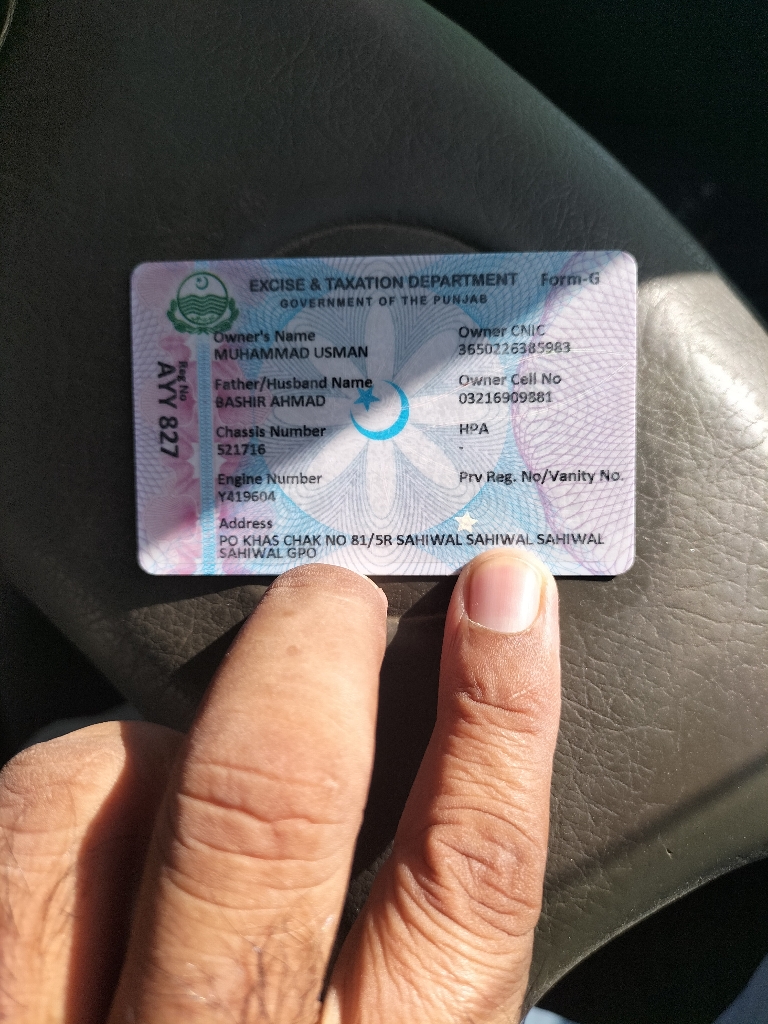 EXCISE & TAXATION DEPARTMENT Form-G
GOVERNMENT OF THE PUNJAB
Reg No
AYY 827
Owner's Name
MUHAMMAD USMAN
Owner CNIC
3650226385983
Father/Husband Name
BASHIR AHMAD
Owner Cell No
03216909881
Chassis Number
521716
HPA
-
Engine Number
Y419604
Prv Reg. No/Vanity No.
Address
PO KHAS CHAK NO 81/5R SAHIWAL SAHIWAL SAHIWAL
SAHIWAL GPO